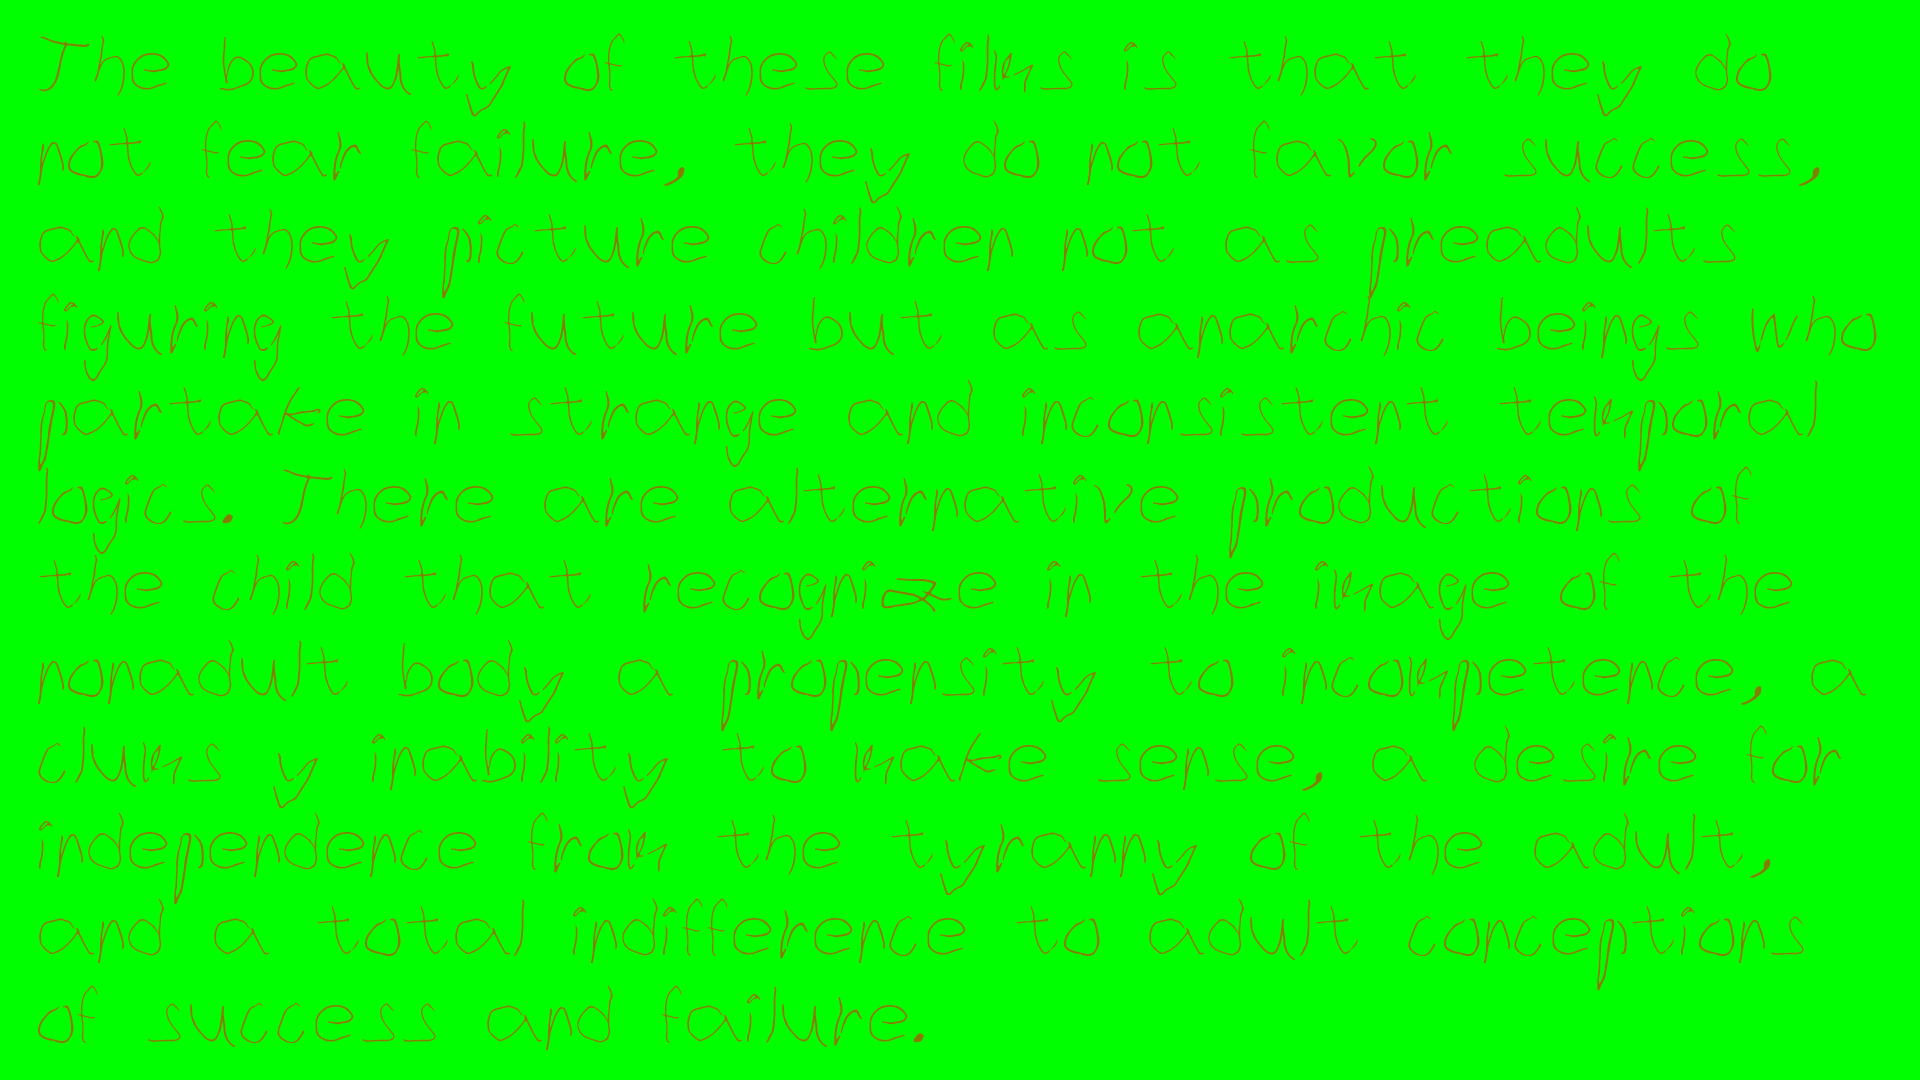 The beauty of these films is that they do
not fear failure, they do not favor success,
and they picture children not as preadults
figuring the future but as anarchic beings who
partake in strange and inconsistent temporal
logics. There are alternative productions of
the child that recognize in the image of the
nonadult body a propensity to incompetence, a
clums y inability to make sense, a desire for
independence from the tyranny of the adult,
and a total indifference to adult conceptions
of success and failure.